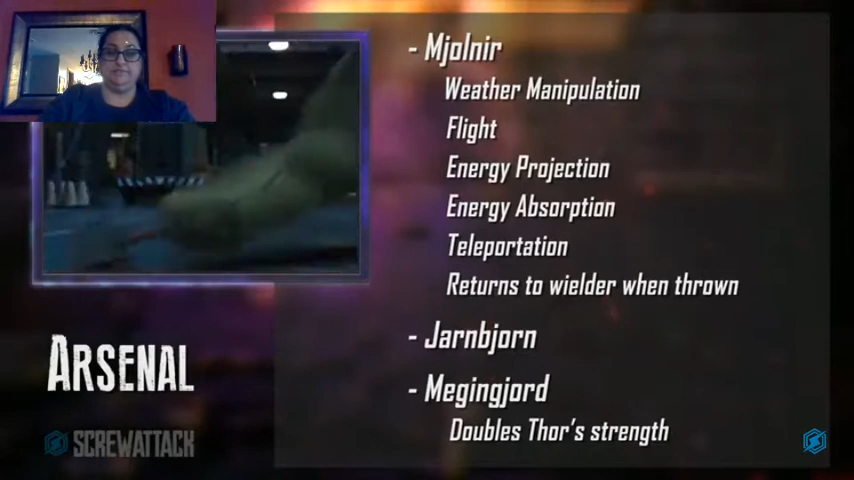 - Mjolnir
Weather Manipulation
Flight
Energy Projection
Energy Absorption
Teleportation
Returns to wielder when thrown
- Jarnbjorn
- Megingjord
Doubles Thor's strength
ARSENAL
SCREWATTACK